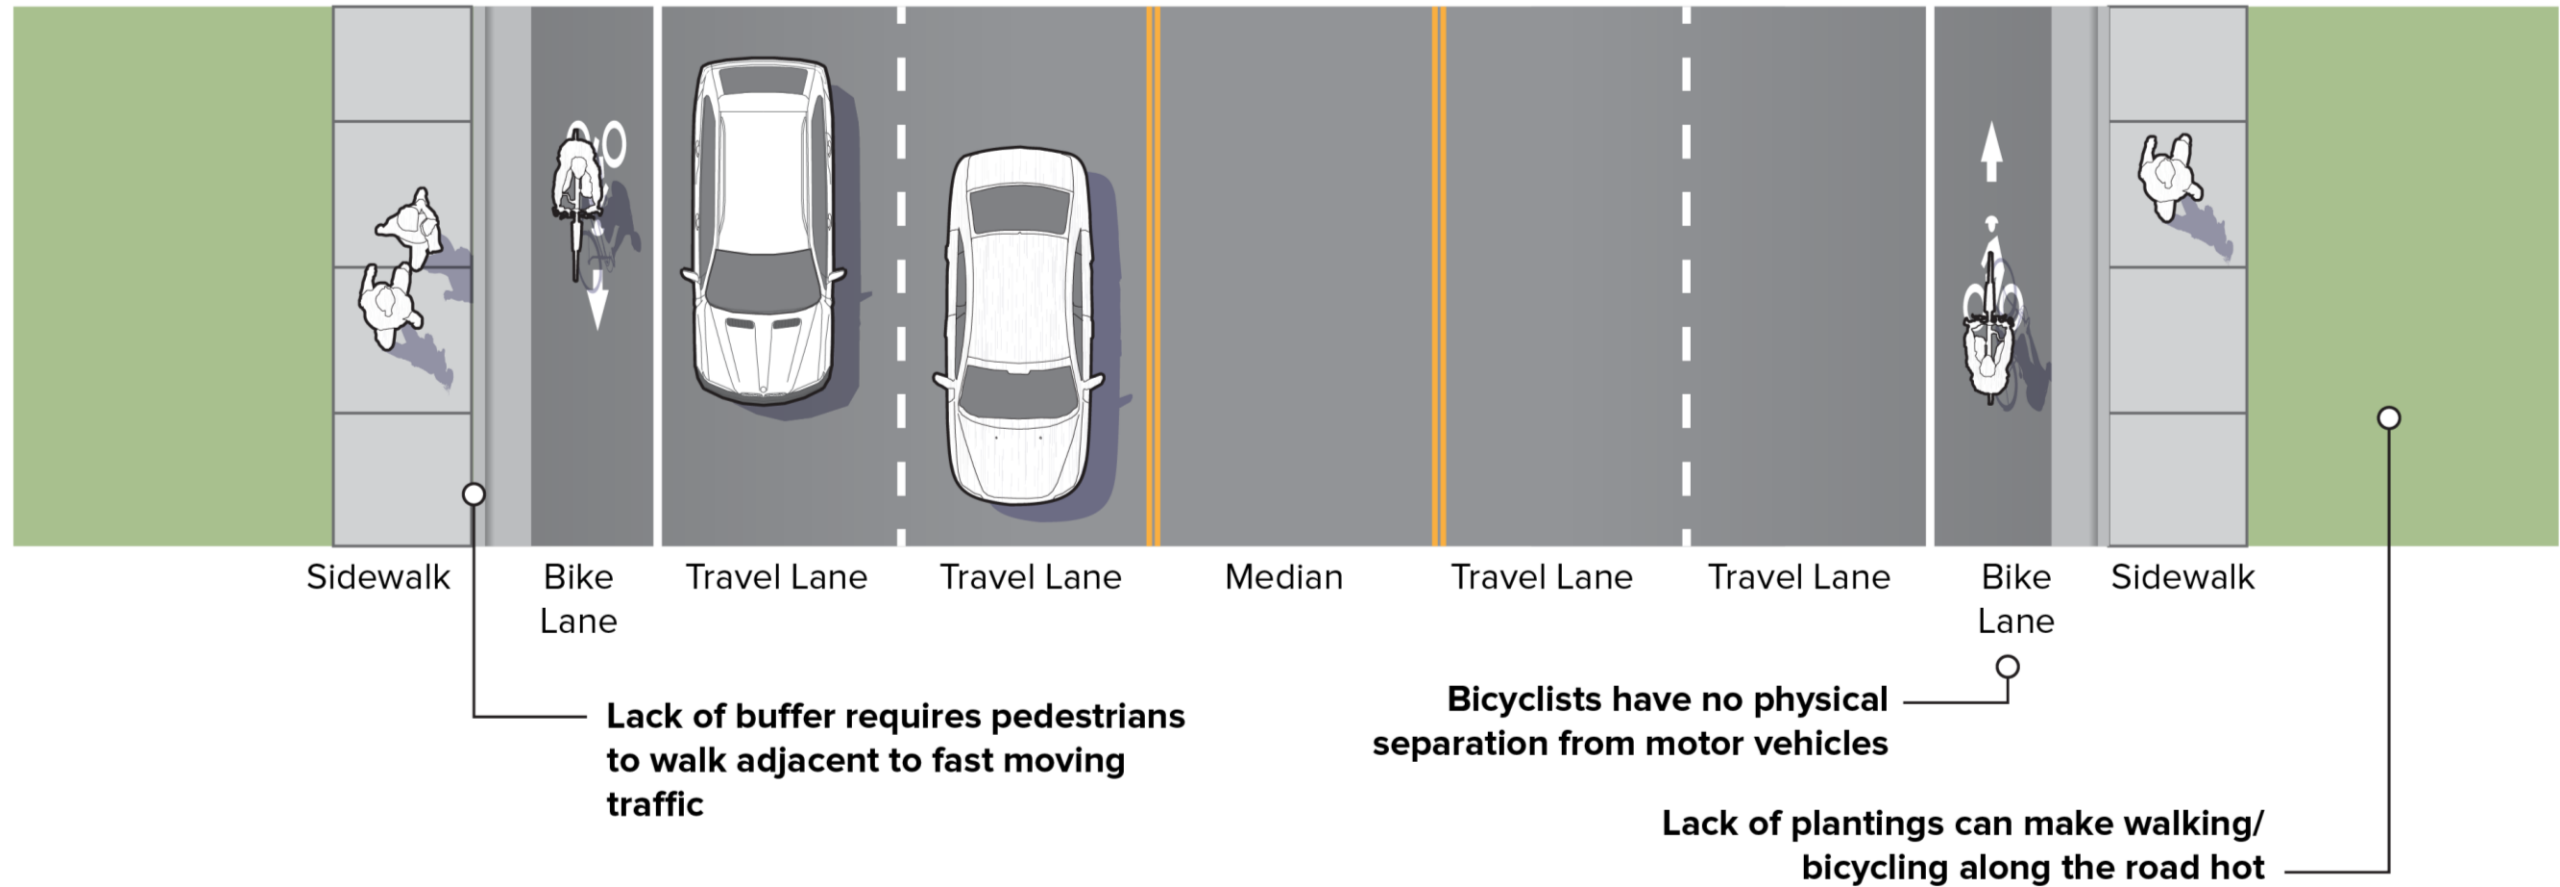 Sidewalk
Bike
Lane
Travel Lane
Travel Lane
Median
Travel Lane
Travel Lane
Bike
Lane
Sidewalk
Lack of buffer requires pedestrians
to walk adjacent to fast moving
traffic
Bicyclists have no physical
separation from motor vehicles
Lack of plantings can make walking/
bicycling along the road hot